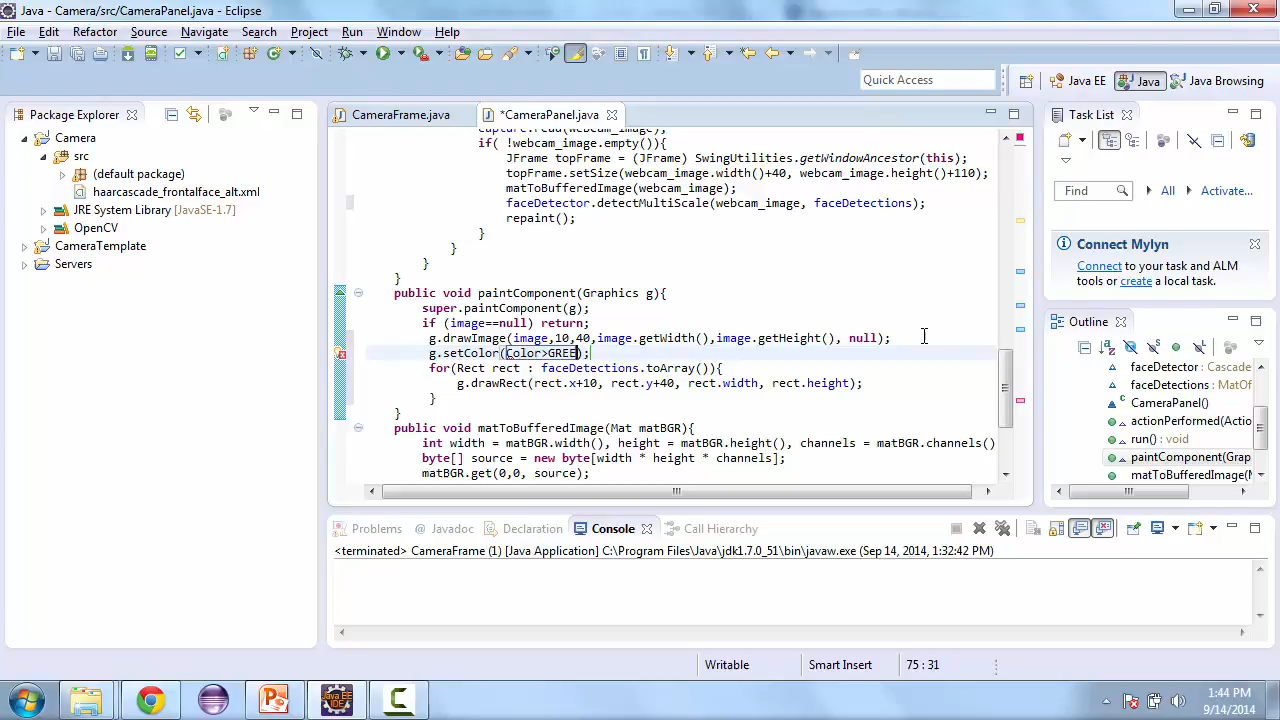 Java - Camera/src/CameraPanel.java - Eclipse
File Edit Refactor Source Navigate Search Project Run Window Help
Quick Access
Java EE Java Java Browsing
Package Explorer
CameraFrame.java *CameraPanel.java
Task List
Camera
src
(default package)
haarcascade_frontalface_alt.xml
JRE System Library [JavaSE-1.7]
OpenCV
CameraTemplate
Servers
capture.read(webcam_image);
if( !webcam_image.empty()){
JFrame topFrame = (JFrame) SwingUtilities.getWindowAncestor(this);
topFrame.setSize(webcam_image.width()+40, webcam_image.height()+110);
matToBufferedImage(webcam_image);
faceDetector.detectMultiScale(webcam_image, faceDetections);
repaint();
}
}
}
}
public void paintComponent(Graphics g){
super.paintComponent(g);
if (image==null) return;
g.drawImage(image,10,40,image.getWidth(),image.getHeight(), null);
g.setColor(Color>GREE);
for(Rect rect : faceDetections.toArray()){
g.drawRect(rect.x+10, rect.y+40, rect.width, rect.height);
}
}
public void matToBufferedImage(Mat matBGR){
int width = matBGR.width(), height = matBGR.height(), channels = matBGR.channels()
byte[] source = new byte[width * height * channels];
matBGR.get(0,0, source);
Find All Activate...
Connect Mylyn
Connect to your task and ALM
tools or create a local task.
Outline
faceDetector : Cascade
faceDetections : MatOf
CameraPanel()
actionPerformed(Actio
run() : void
paintComponent(Grap
matToBufferedImage(M
Problems @ Javadoc Declaration Console Call Hierarchy
<terminated> CameraFrame (1) [Java Application] C:\Program Files\Java\jdk1.7.0_51\bin\javaw.exe (Sep 14, 2014, 1:32:42 PM)
Writable Smart Insert 75 : 31
Java EE
IDE
1:44 PM
9/14/2014